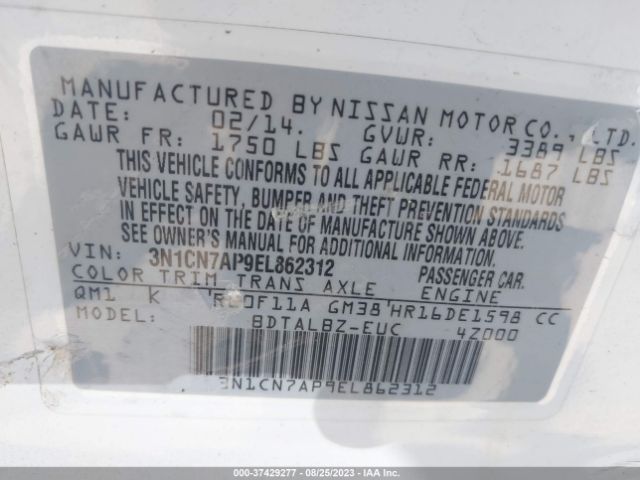 MANUFACTURED BY NISSAN MOTOR CO., LTD.
DATE: 02/14. GVWR: 3389 LBS
GAWR FR: 1750 LBS GAWR RR: 1687 LBS
THIS VEHICLE CONFORMS TO ALL APPLICABLE FEDERAL MOTOR
VEHICLE SAFETY, BUMPER AND THEFT PREVENTION STANDARDS
IN EFFECT ON THE DATE OF MANUFACTURE SHOWN ABOVE.
SEE OWNER'S MANUAL FOR ADDITIONAL INFORMATION.
VIN: 3N1CN7AP9EL862312 PASSENGER CAR.
COLOR TRIM TRANS AXLE ENGINE
QM1 K RE0F11A GM38 HR16DE1598 CC
MODEL BDTALBZ-EUC 4Z000
3N1CN7AP9EL862312
000-37429277 - 08/25/2023 - IAA Inc.